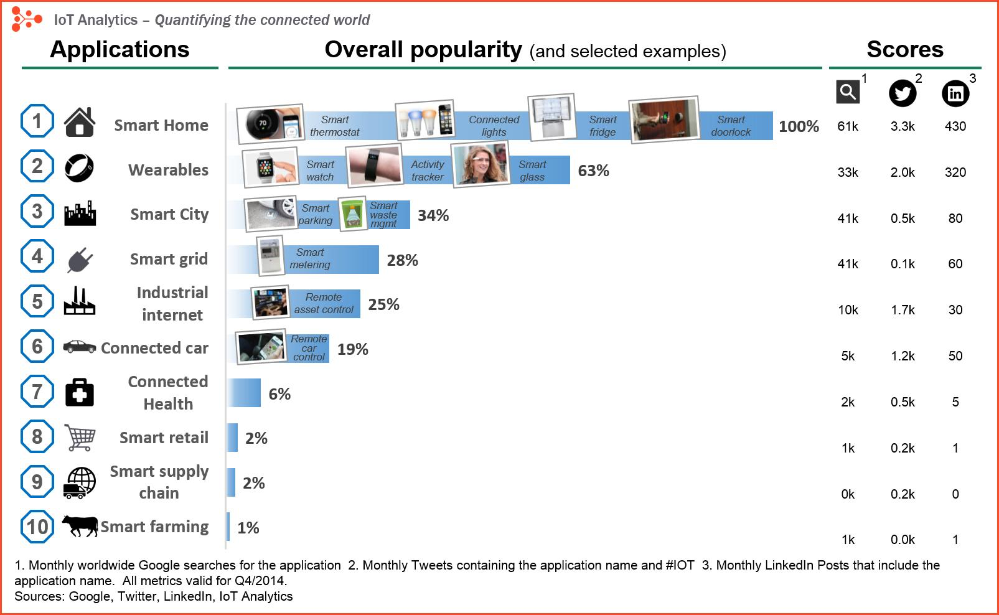 IoT Analytics – Quantifying the connected world
Applications
Overall popularity (and selected examples)
Scores
1 2 3
in
1 Smart Home
Smart thermostat
70
Connected lights
Smart fridge
Smart doorlock
100% 61k 3.3k 430
2 Wearables
Smart watch
Activity tracker
Smart glass
63% 33k 2.0k 320
3 Smart City
Smart parking
Smart waste mgmt
34% 41k 0.5k 80
4 Smart grid
Smart metering
28% 41k 0.1k 60
5 Industrial internet
Remote asset control
25% 10k 1.7k 30
6 Connected car
Remote car control
19% 5k 1.2k 50
7 Connected Health
6% 2k 0.5k 5
8 Smart retail
2% 1k 0.2k 1
9 Smart supply chain
2% 0k 0.2k 0
10 Smart farming
1% 1k 0.0k 1
1. Monthly worldwide Google searches for the application 2. Monthly Tweets containing the application name and #IOT 3. Monthly LinkedIn Posts that include the
application name. All metrics valid for Q4/2014.
Sources: Google, Twitter, LinkedIn, IoT Analytics